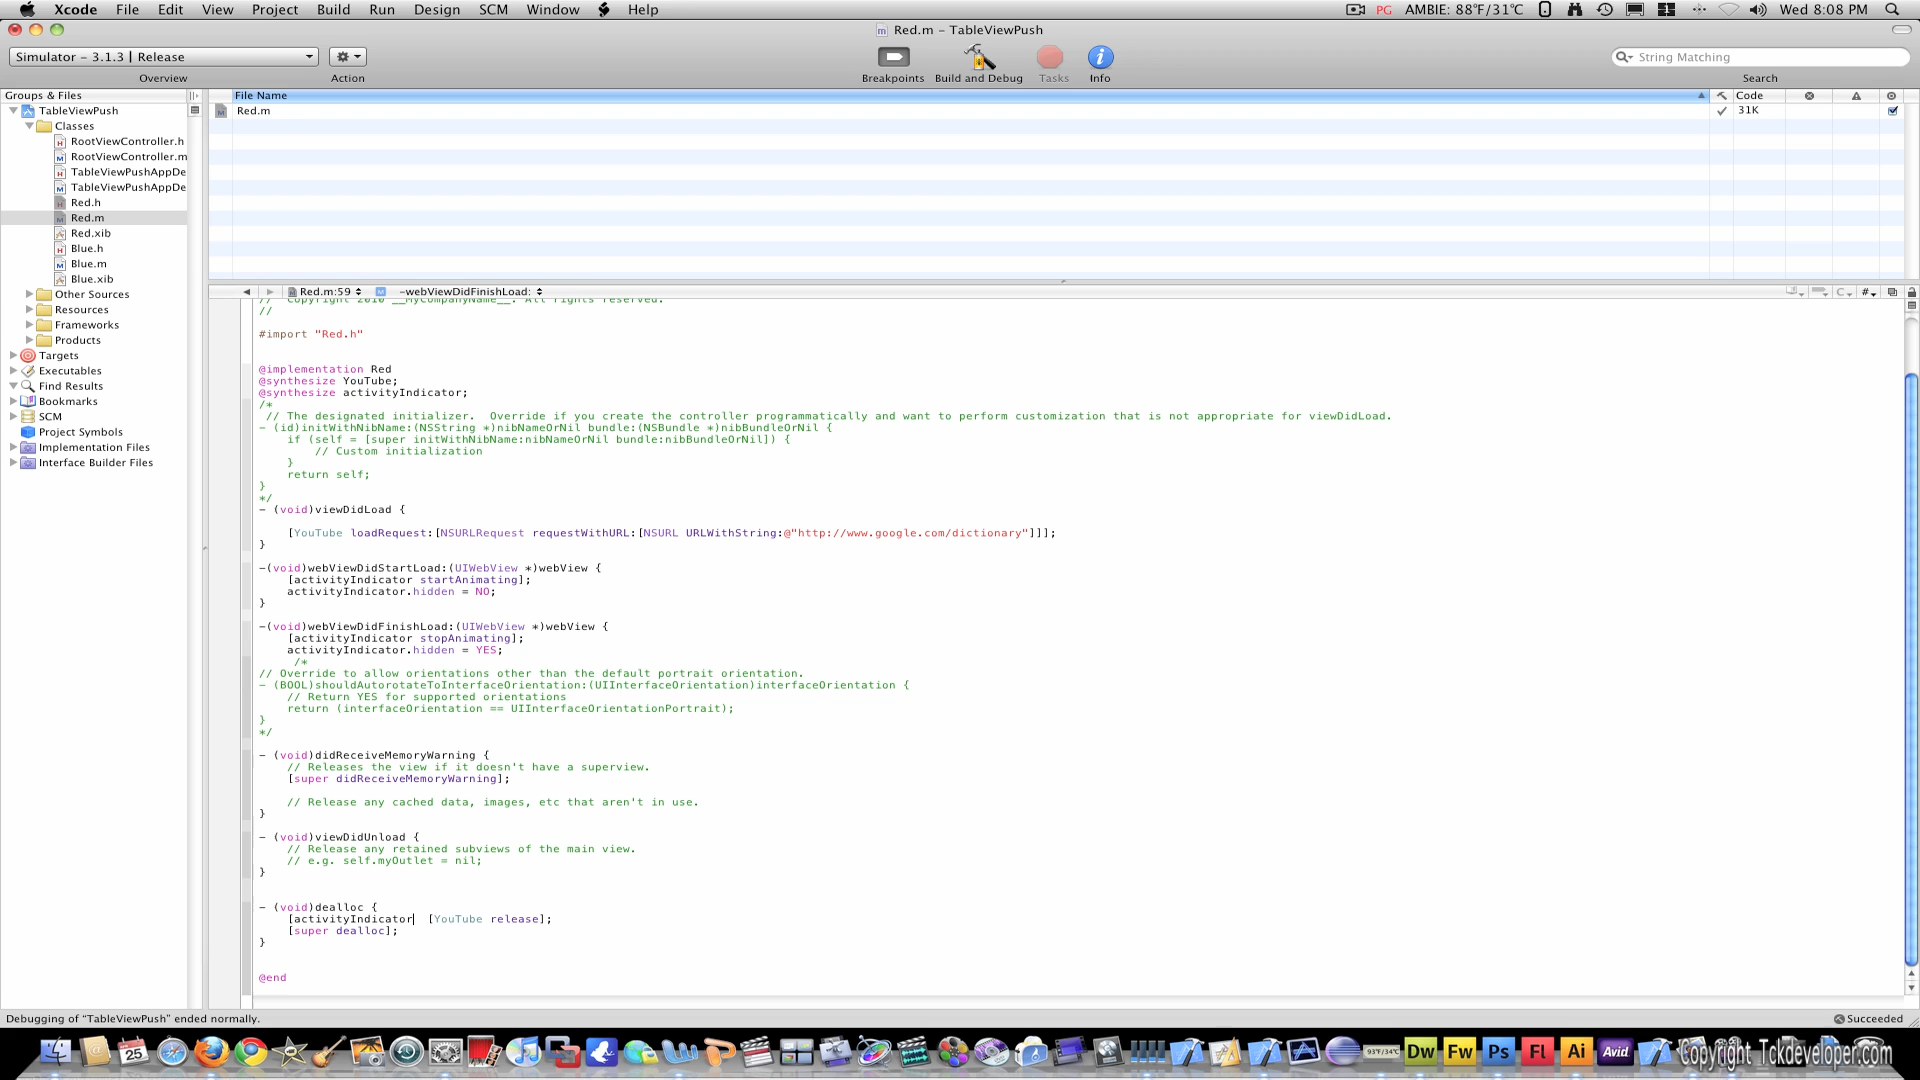 Xcode File Edit View Project Build Run Design SCM Window Help PG AMBIE: 88°F/31°C Wed 8:08 PM
Red.m – TableViewPush
Simulator – 3.1.3 | Release
String Matching
Overview Action Breakpoints Build and Debug Tasks Info Search
Groups & Files File Name Code
TableViewPush Red.m 31K
Classes
RootViewController.h
RootViewController.m
TableViewPushAppDe
TableViewPushAppDe
Red.h
Red.m
Red.xib
Blue.h
Blue.m
Blue.xib
Other Sources
Resources
Frameworks
Products
Targets
Executables
Find Results
Bookmarks
SCM
Project Symbols
Implementation Files
Interface Builder Files
Red.m:59 –webViewDidFinishLoad:
//  Copyright 2010 __MyCompanyName__. All rights reserved.
//
#import "Red.h"
@implementation Red
@synthesize YouTube;
@synthesize activityIndicator;
/*
// The designated initializer.  Override if you create the controller programmatically and want to perform customization that is not appropriate for viewDidLoad.
- (id)initWithNibName:(NSString *)nibNameOrNil bundle:(NSBundle *)nibBundleOrNil {
if (self = [super initWithNibName:nibNameOrNil bundle:nibBundleOrNil]) {
// Custom initialization
}
return self;
}
*/
- (void)viewDidLoad {
[YouTube loadRequest:[NSURLRequest requestWithURL:[NSURL URLWithString:@"http://www.google.com/dictionary"]]];
}
-(void)webViewDidStartLoad:(UIWebView *)webView {
[activityIndicator startAnimating];
activityIndicator.hidden = NO;
}
-(void)webViewDidFinishLoad:(UIWebView *)webView {
[activityIndicator stopAnimating];
activityIndicator.hidden = YES;
/*
// Override to allow orientations other than the default portrait orientation.
- (BOOL)shouldAutorotateToInterfaceOrientation:(UIInterfaceOrientation)interfaceOrientation {
// Return YES for supported orientations
return (interfaceOrientation == UIInterfaceOrientationPortrait);
}
*/
- (void)didReceiveMemoryWarning {
// Releases the view if it doesn't have a superview.
[super didReceiveMemoryWarning];
// Release any cached data, images, etc that aren't in use.
}
- (void)viewDidUnload {
// Release any retained subviews of the main view.
// e.g. self.myOutlet = nil;
}
- (void)dealloc {
[activityIndicator  [YouTube release];
[super dealloc];
}
@end
Debugging of "TableViewPush" ended normally. Succeeded
25 93°F/34°C Dw Fw Ps Fl Ai Avid Copyright Tckdeveloper.com